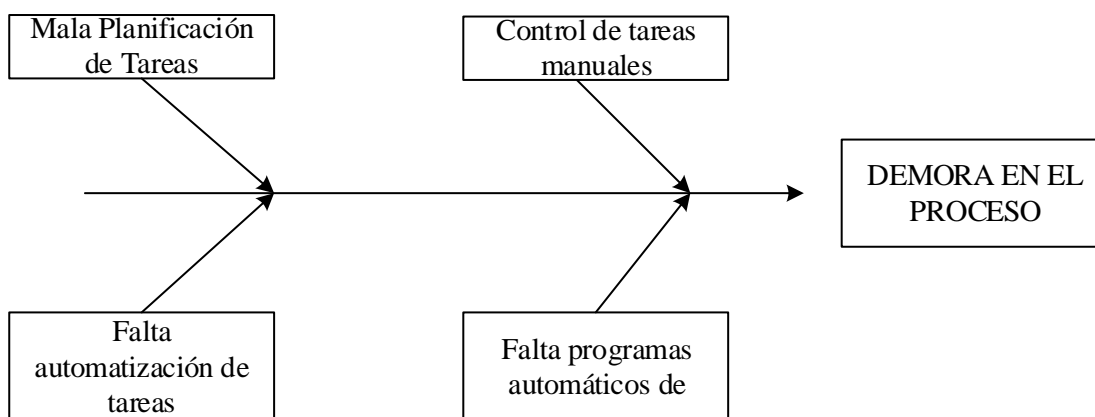 Mala Planificación
de Tareas
Control de tareas
manuales
DEMORA EN EL
PROCESO
Falta
automatización de
tareas
Falta programas
automáticos de